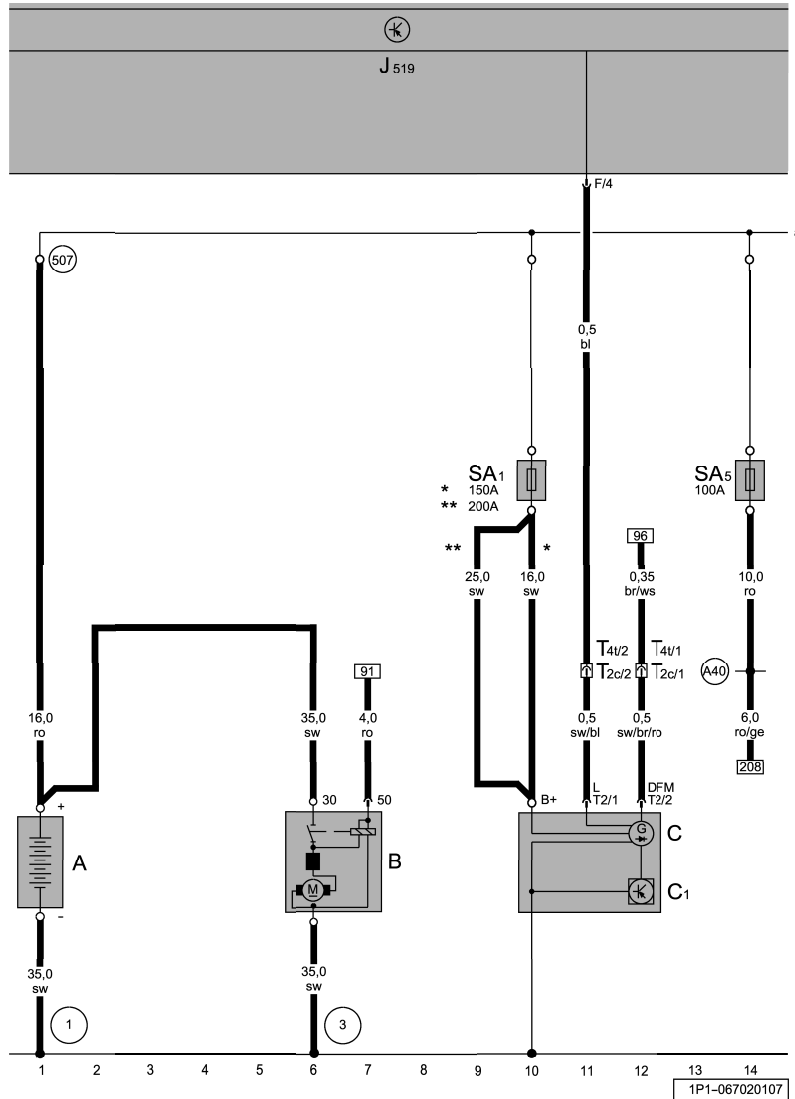 J 519
F/4
507
0,5
bl
SA1
* 150A
** 200A
SA5
100A
** *
96
25,0
sw
16,0
sw
0,35
br/ws
10,0
ro
T4t/2
T4t/1
T2c/2
T2c/1
A40
91
16,0
ro
35,0
sw
4,0
ro
0,5
sw/bl
0,5
sw/br/ro
6,0
ro/ge
208
+
30
50
B+
L
T2/1
DFM
T2/2
A
B
M
G
C
C1
−
35,0
sw
35,0
sw
1
3
1 2 3 4 5 6 7 8 9 10 11 12 13 14
1P1-067020107